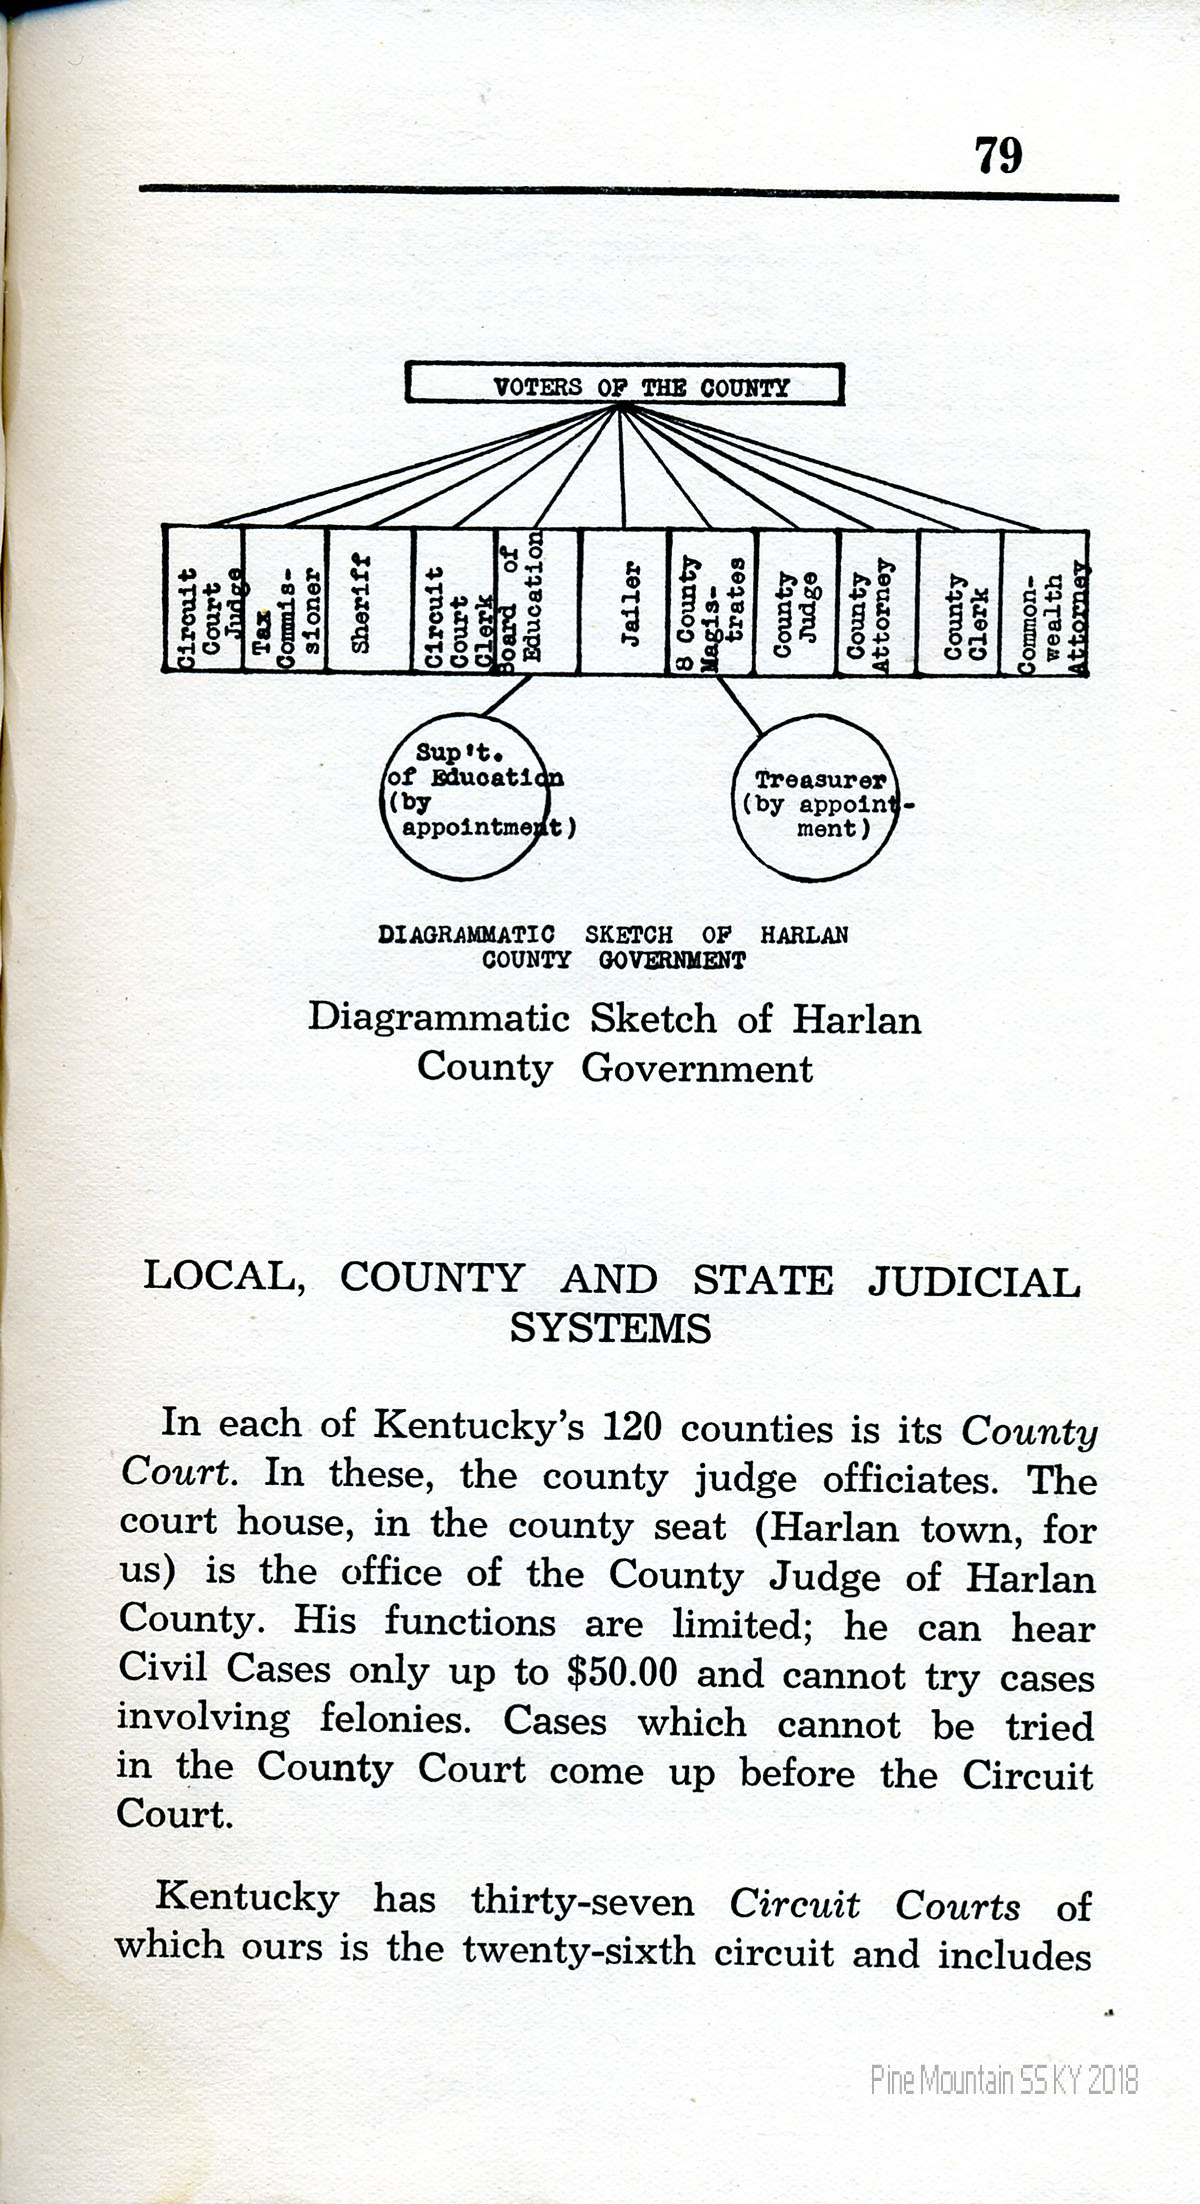 79
VOTERS OF THE COUNTY
Circuit
Court
Judge
Tax
Commis-
sioner
Sheriff
Circuit
Court
Clerk
Board of
Education
Jailer
8 County
Magis-
trates
County
Judge
County
Attorney
County
Clerk
Common-
wealth
Attorney
Sup't.
of Education
(by
appointment)
Treasurer
(by appoint-
ment)
DIAGRAMMATIC SKETCH OF HARLAN
COUNTY GOVERNMENT
Diagrammatic Sketch of Harlan
County Government
LOCAL, COUNTY AND STATE JUDICIAL
SYSTEMS
In each of Kentucky's 120 counties is its County
Court. In these, the county judge officiates. The
court house, in the county seat (Harlan town, for
us) is the office of the County Judge of Harlan
County. His functions are limited; he can hear
Civil Cases only up to $50.00 and cannot try cases
involving felonies. Cases which cannot be tried
in the County Court come up before the Circuit
Court.
Kentucky has thirty-seven Circuit Courts of
which ours is the twenty-sixth circuit and includes
Pine Mountain SS KY 2018